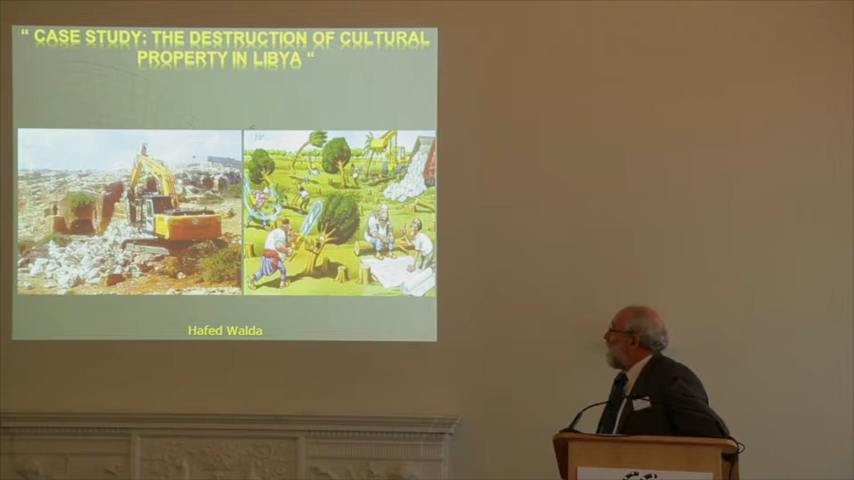 “ CASE STUDY: THE DESTRUCTION OF CULTURAL
PROPERTY IN LIBYA “
Hafed Walda